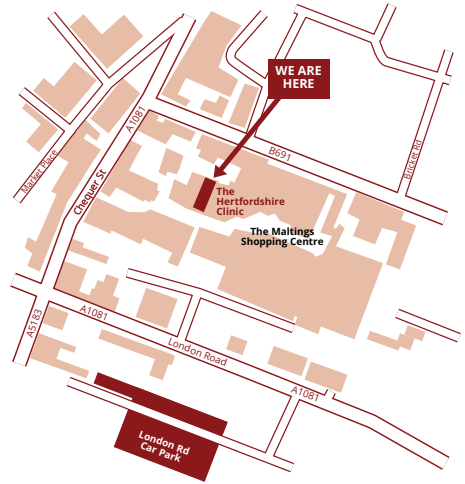 WE ARE
HERE
A1081
B691
Bricket Rd
Market Place
Chequer St
The
Hertfordshire
Clinic
The Maltings
Shopping Centre
A5183
A1081
London Road
A1081
London Rd
Car Park